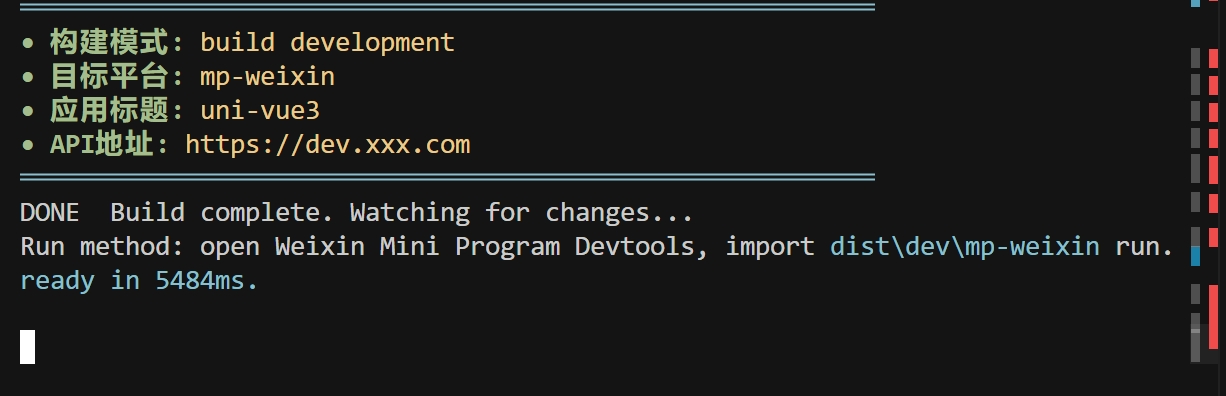 • 构建模式: build development
• 目标平台: mp-weixin
• 应用标题: uni-vue3
• API地址: https://dev.xxx.com
DONE  Build complete. Watching for changes...
Run method: open Weixin Mini Program Devtools, import dist\dev\mp-weixin run.
ready in 5484ms.